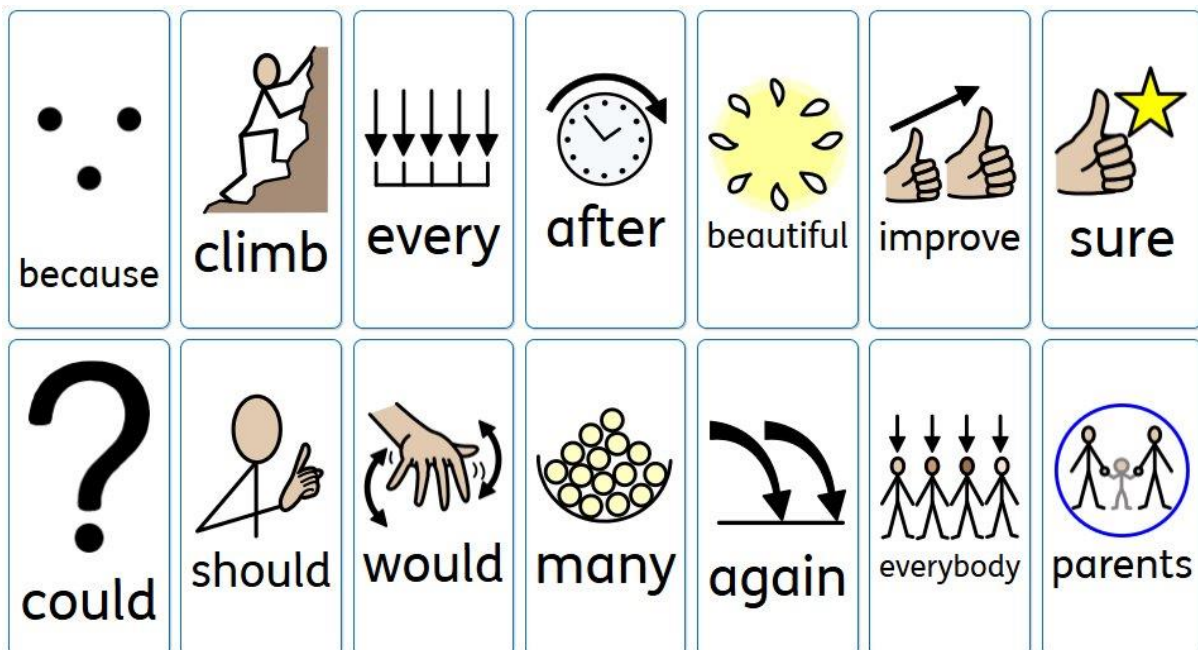 because climb every after beautiful improve sure
could should would many again everybody parents